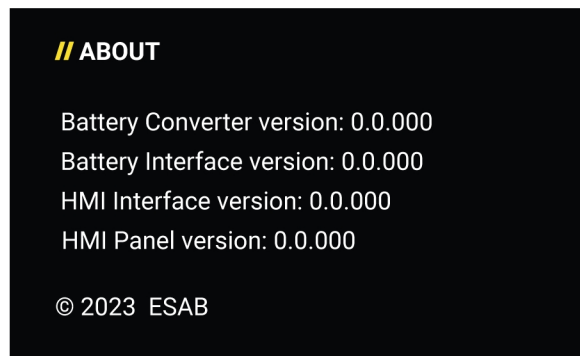 // ABOUT
Battery Converter version: 0.0.000
Battery Interface version: 0.0.000
HMI Interface version: 0.0.000
HMI Panel version: 0.0.000
© 2023 ESAB